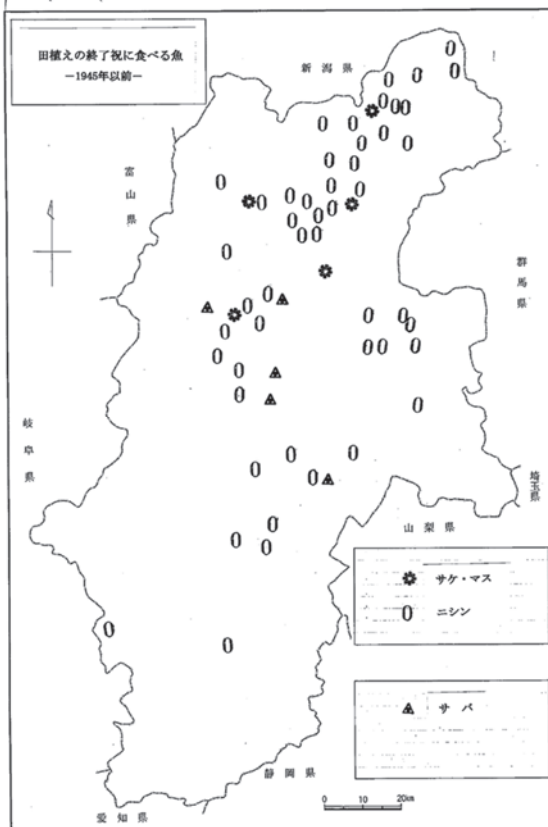 田植えの終了祝に食べる魚
−1945年以前−
新潟県
富山県
群馬県
岐阜県
埼玉県
山梨県
サケ・マス
ニシン
サバ
静岡県
愛知県
0 10 20km